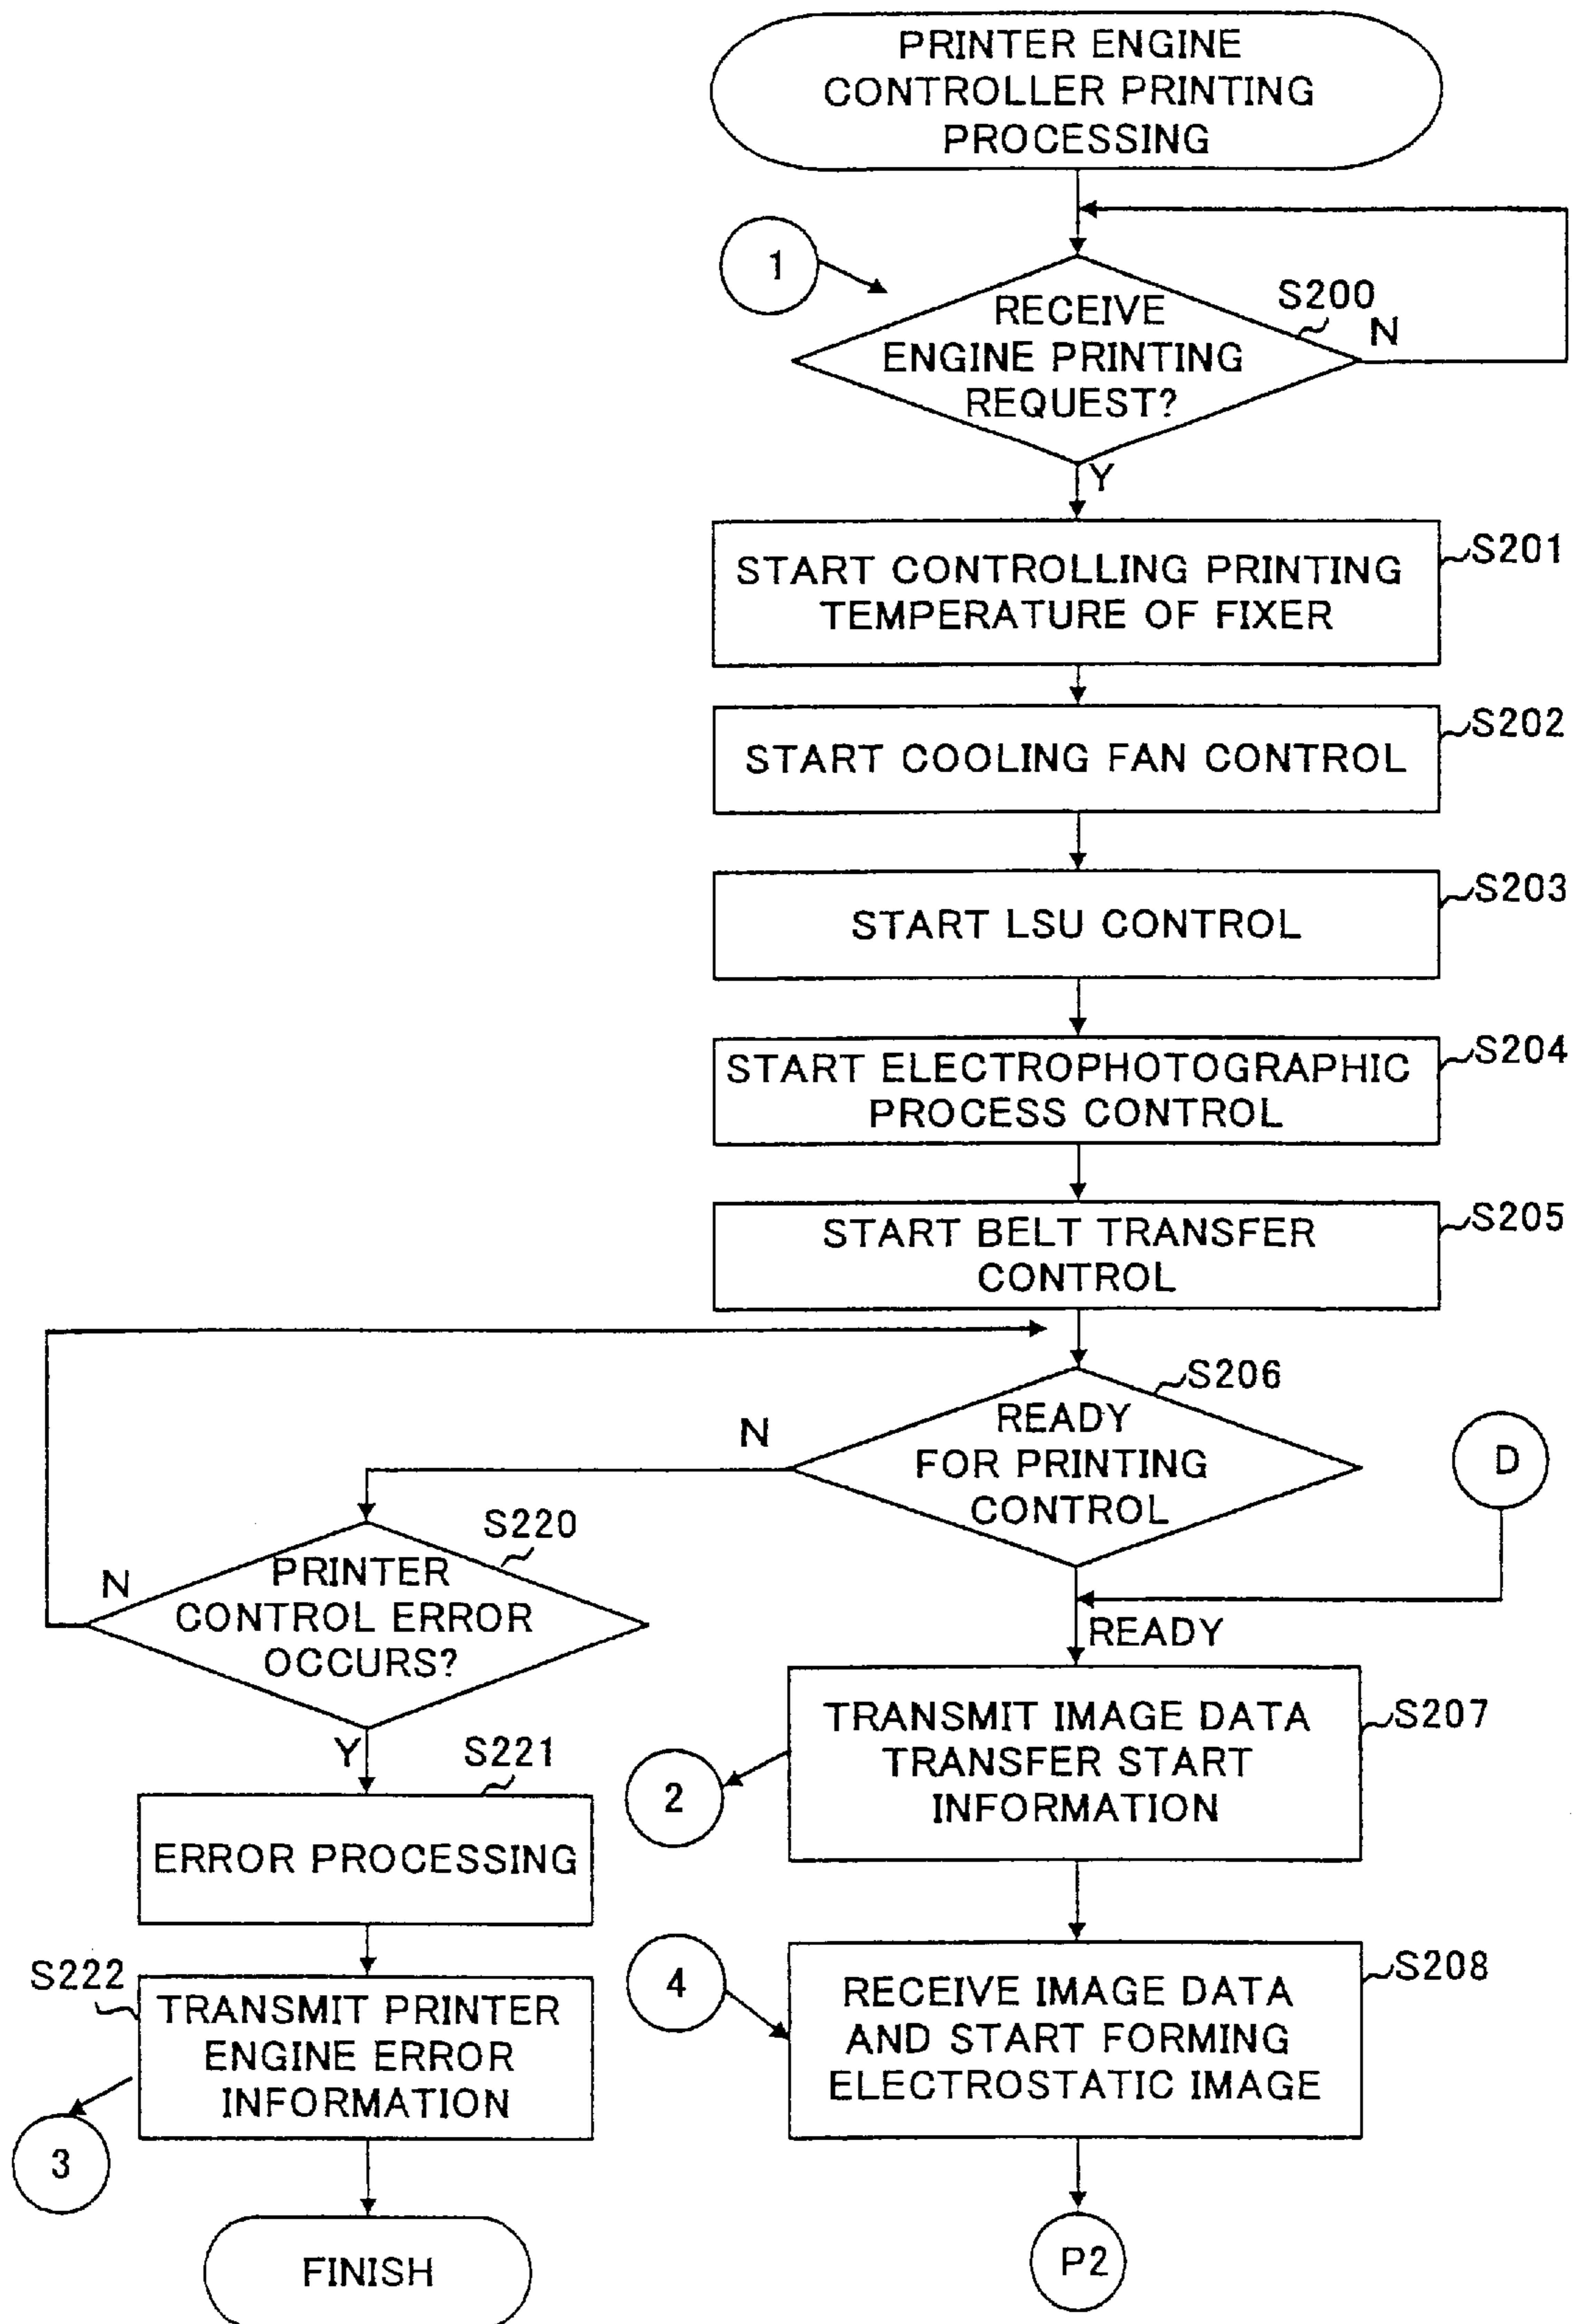 PRINTER ENGINE
CONTROLLER PRINTING
PROCESSING
1
S200
RECEIVE
ENGINE PRINTING
REQUEST?
N
Y
S201
START CONTROLLING PRINTING
TEMPERATURE OF FIXER
S202
START COOLING FAN CONTROL
S203
START LSU CONTROL
S204
START ELECTROPHOTOGRAPHIC
PROCESS CONTROL
S205
START BELT TRANSFER
CONTROL
S206
READY
FOR PRINTING
CONTROL
N
D
S220
PRINTER
CONTROL ERROR
OCCURS?
N
READY
Y
S207
TRANSMIT IMAGE DATA
TRANSFER START
INFORMATION
2
S221
ERROR PROCESSING
4
S208
RECEIVE IMAGE DATA
AND START FORMING
ELECTROSTATIC IMAGE
S222
TRANSMIT PRINTER
ENGINE ERROR
INFORMATION
3
FINISH
P2